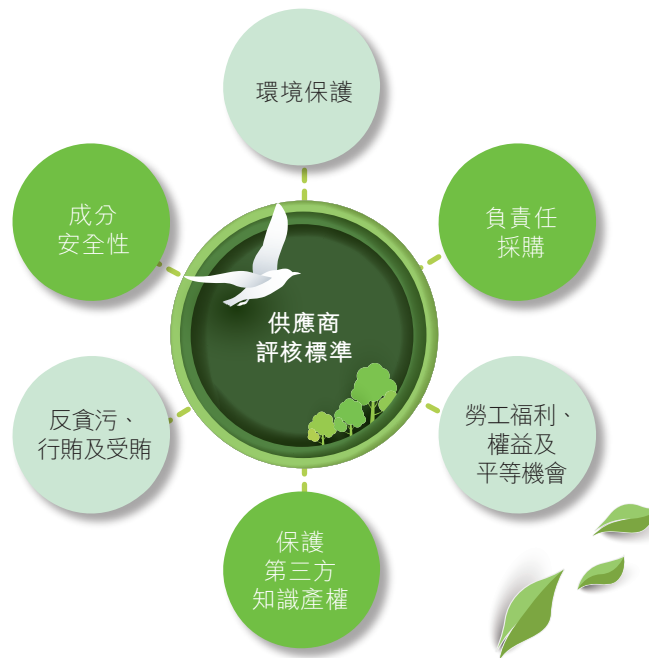 環境保護
成分
安全性
負責任
採購
供應商
評核標準
反貪污、
行賄及受賄
勞工福利、
權益及
平等機會
保護
第三方
知識產權